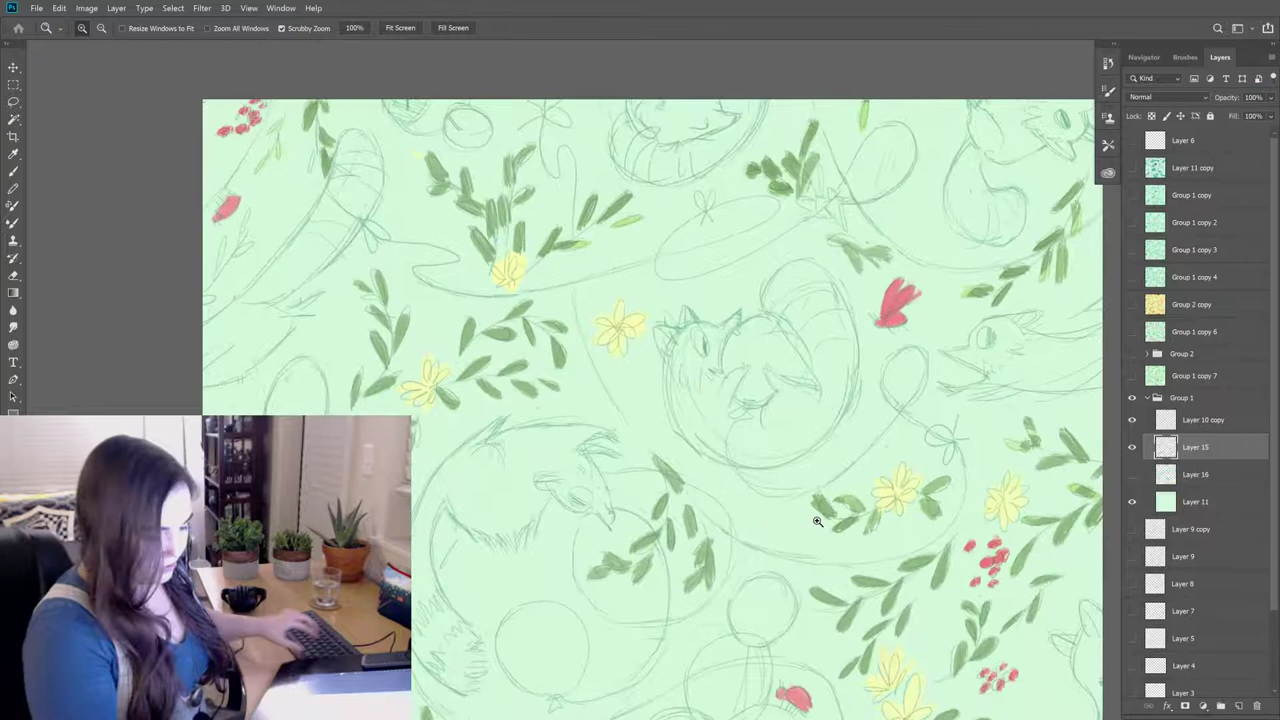 Ps File Edit Image Layer Type Select Filter 3D View Window Help
Resize Windows to Fit Zoom All Windows Scrubby Zoom 100% Fit Screen Fill Screen
Navigator Brushes Layers
Kind
Normal Opacity: 100%
Lock: Fill: 100%
Layer 6
Layer 11 copy
Group 1 copy
Group 1 copy 2
Group 1 copy 3
Group 1 copy 4
Group 2 copy
Group 1 copy 6
Group 2
Group 1 copy 7
Group 1
Layer 10 copy
Layer 15
Layer 16
Layer 11
Layer 9 copy
Layer 9
Layer 8
Layer 7
Layer 5
Layer 4
Layer 3
fx